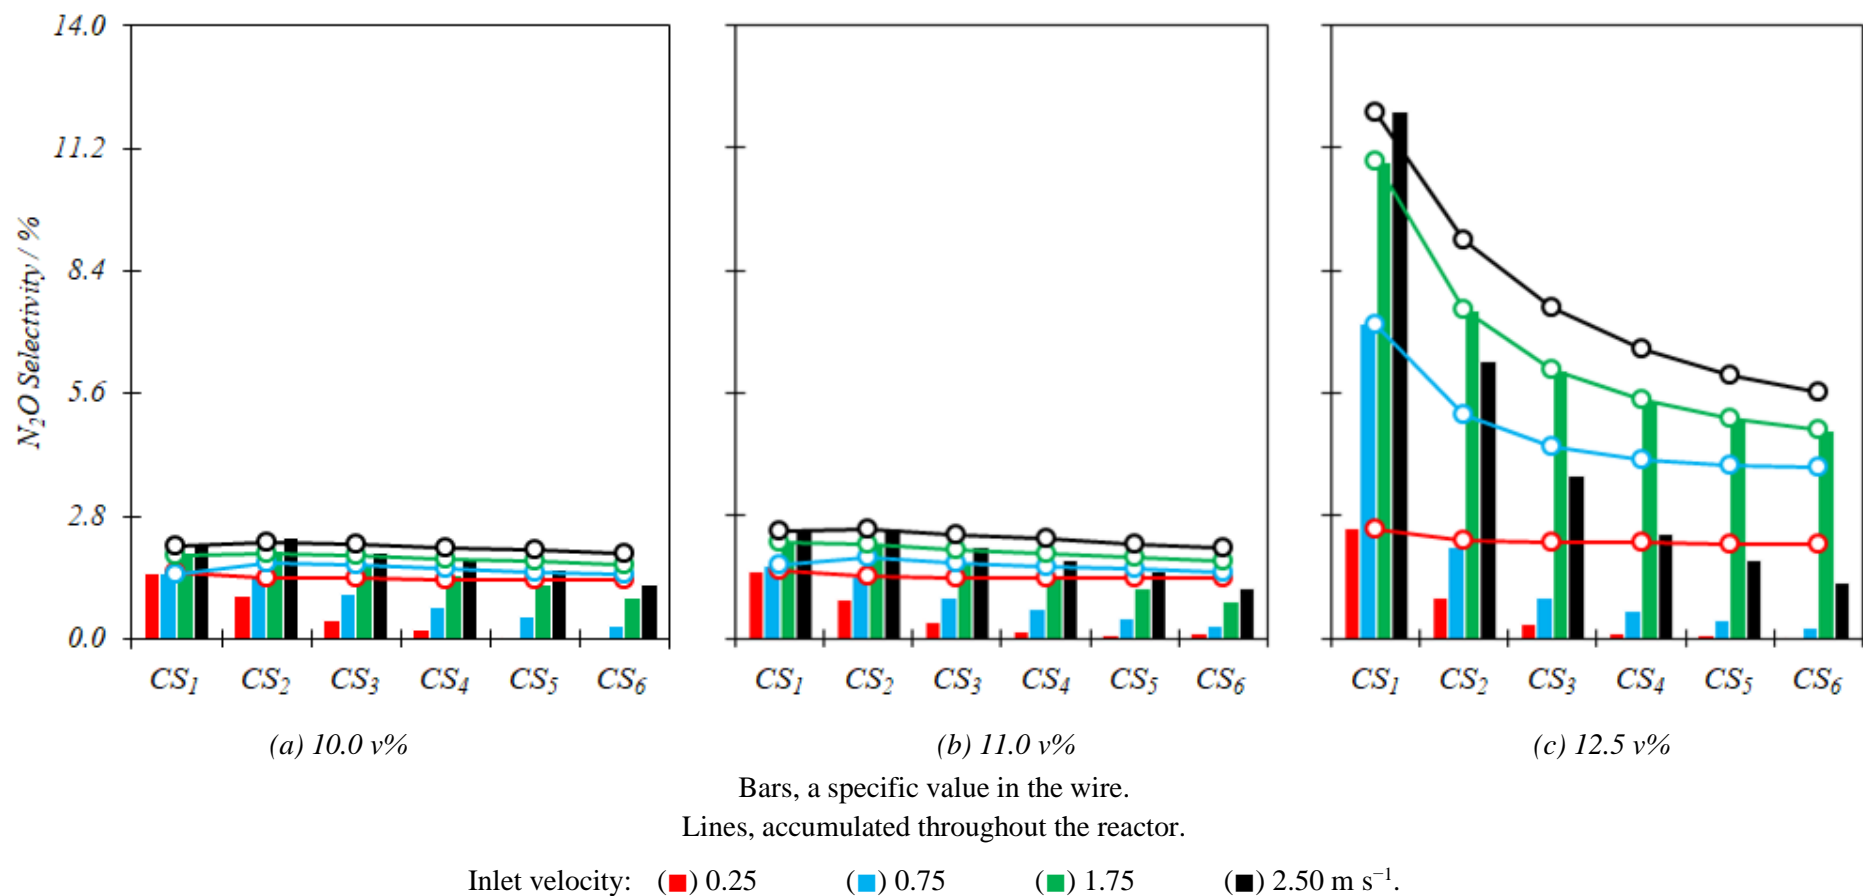 14.0
11.2
8.4
5.6
2.8
0.0
N₂O Selectivity / %
CS₁ CS₂ CS₃ CS₄ CS₅ CS₆
CS₁ CS₂ CS₃ CS₄ CS₅ CS₆
CS₁ CS₂ CS₃ CS₄ CS₅ CS₆
(a) 10.0 v%
(b) 11.0 v%
(c) 12.5 v%
Bars, a specific value in the wire.
Lines, accumulated throughout the reactor.
Inlet velocity: (■) 0.25 (■) 0.75 (■) 1.75 (■) 2.50 m s⁻¹.